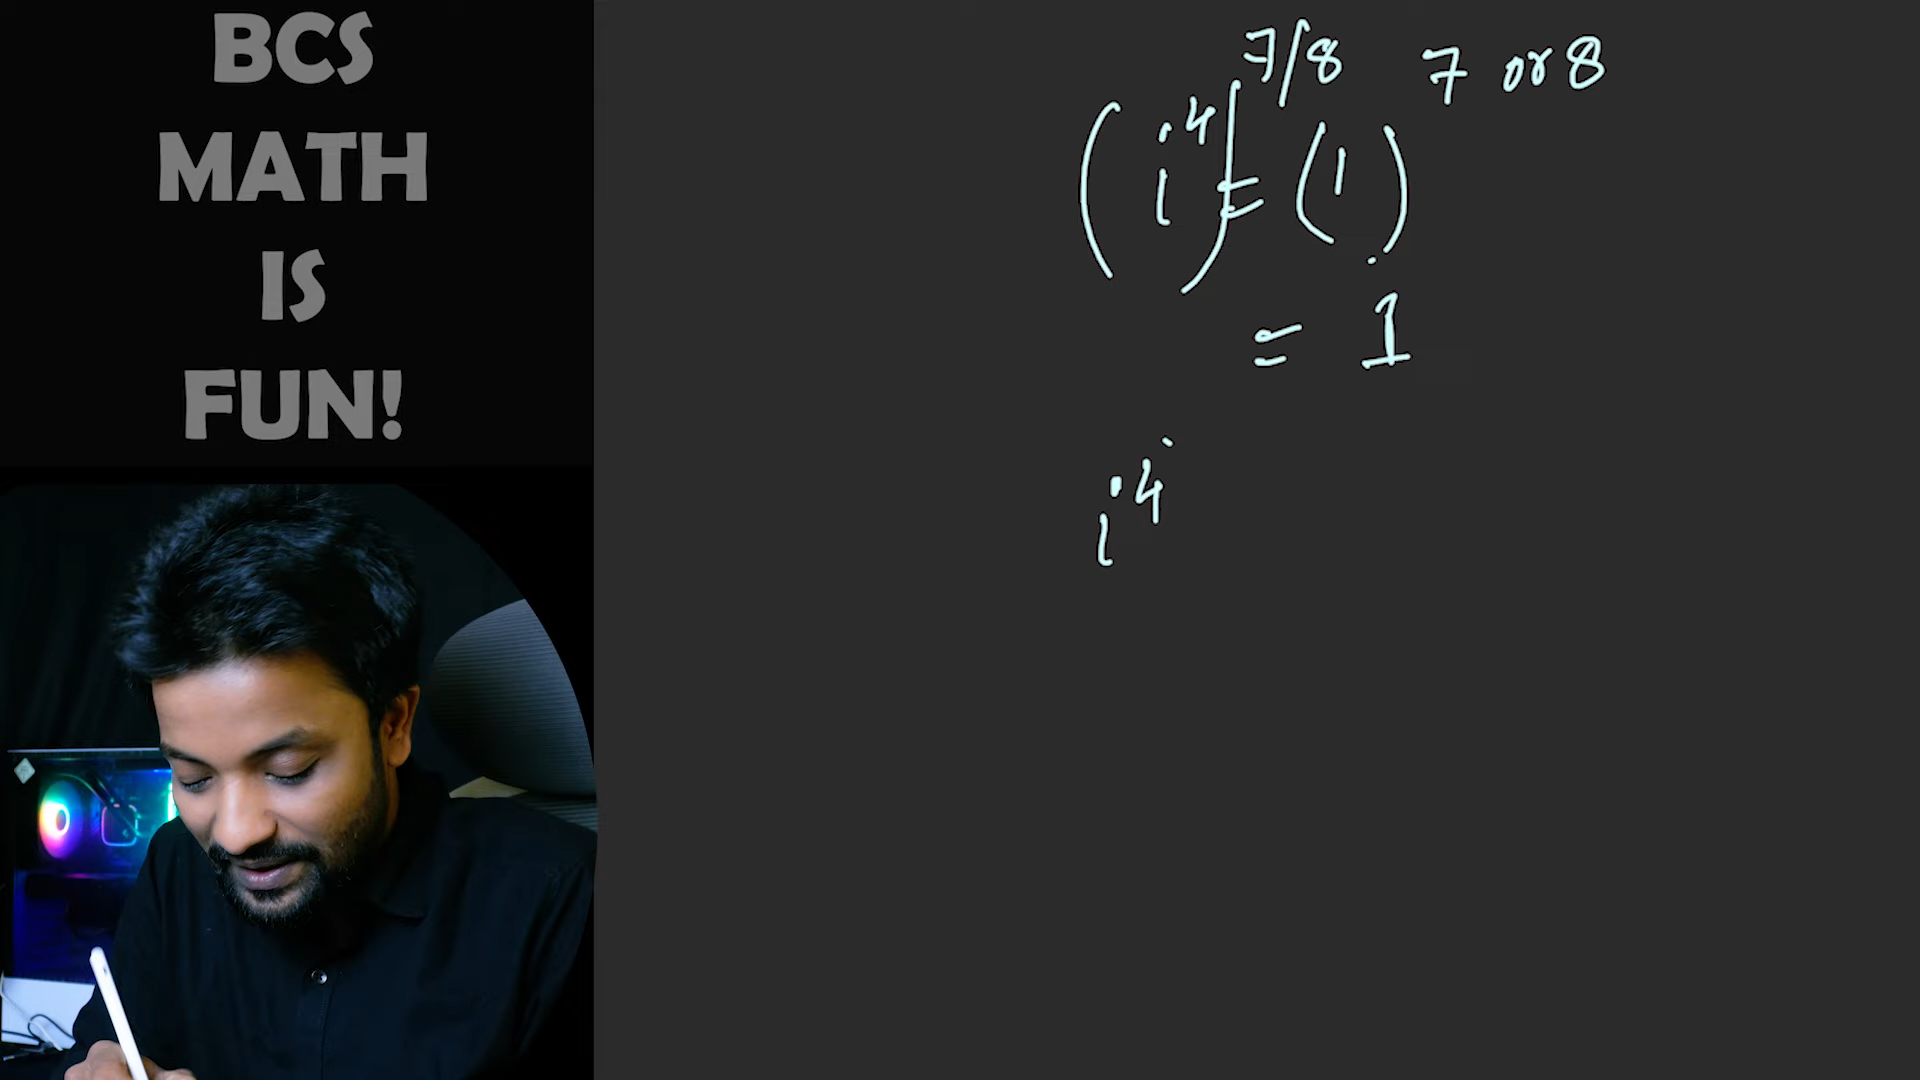 BCS
MATH
IS
FUN!
7/8 7 or 8
(i⁴) = (1)
= 1
i⁴